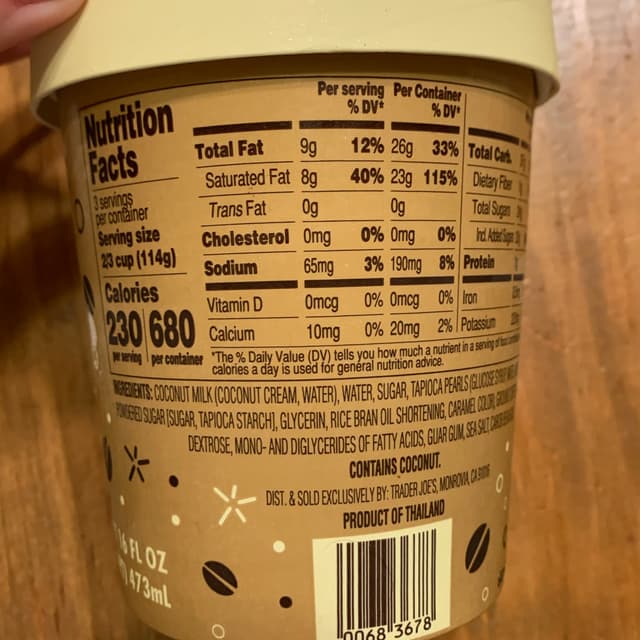 Nutrition
Facts
3 servings
per container
Serving size
2/3 cup (114g)
Calories
230 680
per serving per container
Per serving Per Container
% DV* % DV*
Total Fat 9g 12% 26g 33%
Saturated Fat 8g 40% 23g 115%
Trans Fat 0g 0g
Cholesterol 0mg 0% 0mg 0%
Sodium 65mg 3% 190mg 8%
Vitamin D 0mcg 0% 0mcg 0%
Calcium 10mg 0% 20mg 2%
Total Carb.
Dietary Fiber
Total Sugars
Incl. Added Sugars
Protein
Iron
Potassium
*The % Daily Value (DV) tells you how much a nutrient in a serving of food
calories a day is used for general nutrition advice.
INGREDIENTS: COCONUT MILK (COCONUT CREAM, WATER), WATER, SUGAR, TAPIOCA PEARLS (GLUCOSE SYRUP
POWDERED SUGAR [SUGAR, TAPIOCA STARCH], GLYCERIN, RICE BRAN OIL SHORTENING, CARAMEL COLOR,
DEXTROSE, MONO- AND DIGLYCERIDES OF FATTY ACIDS, GUAR GUM, SEA SALT,
CONTAINS COCONUT.
DIST. & SOLD EXCLUSIVELY BY: TRADER JOE'S, MONROVIA, CA 91016
PRODUCT OF THAILAND
16 FL OZ
473mL
0068 3678